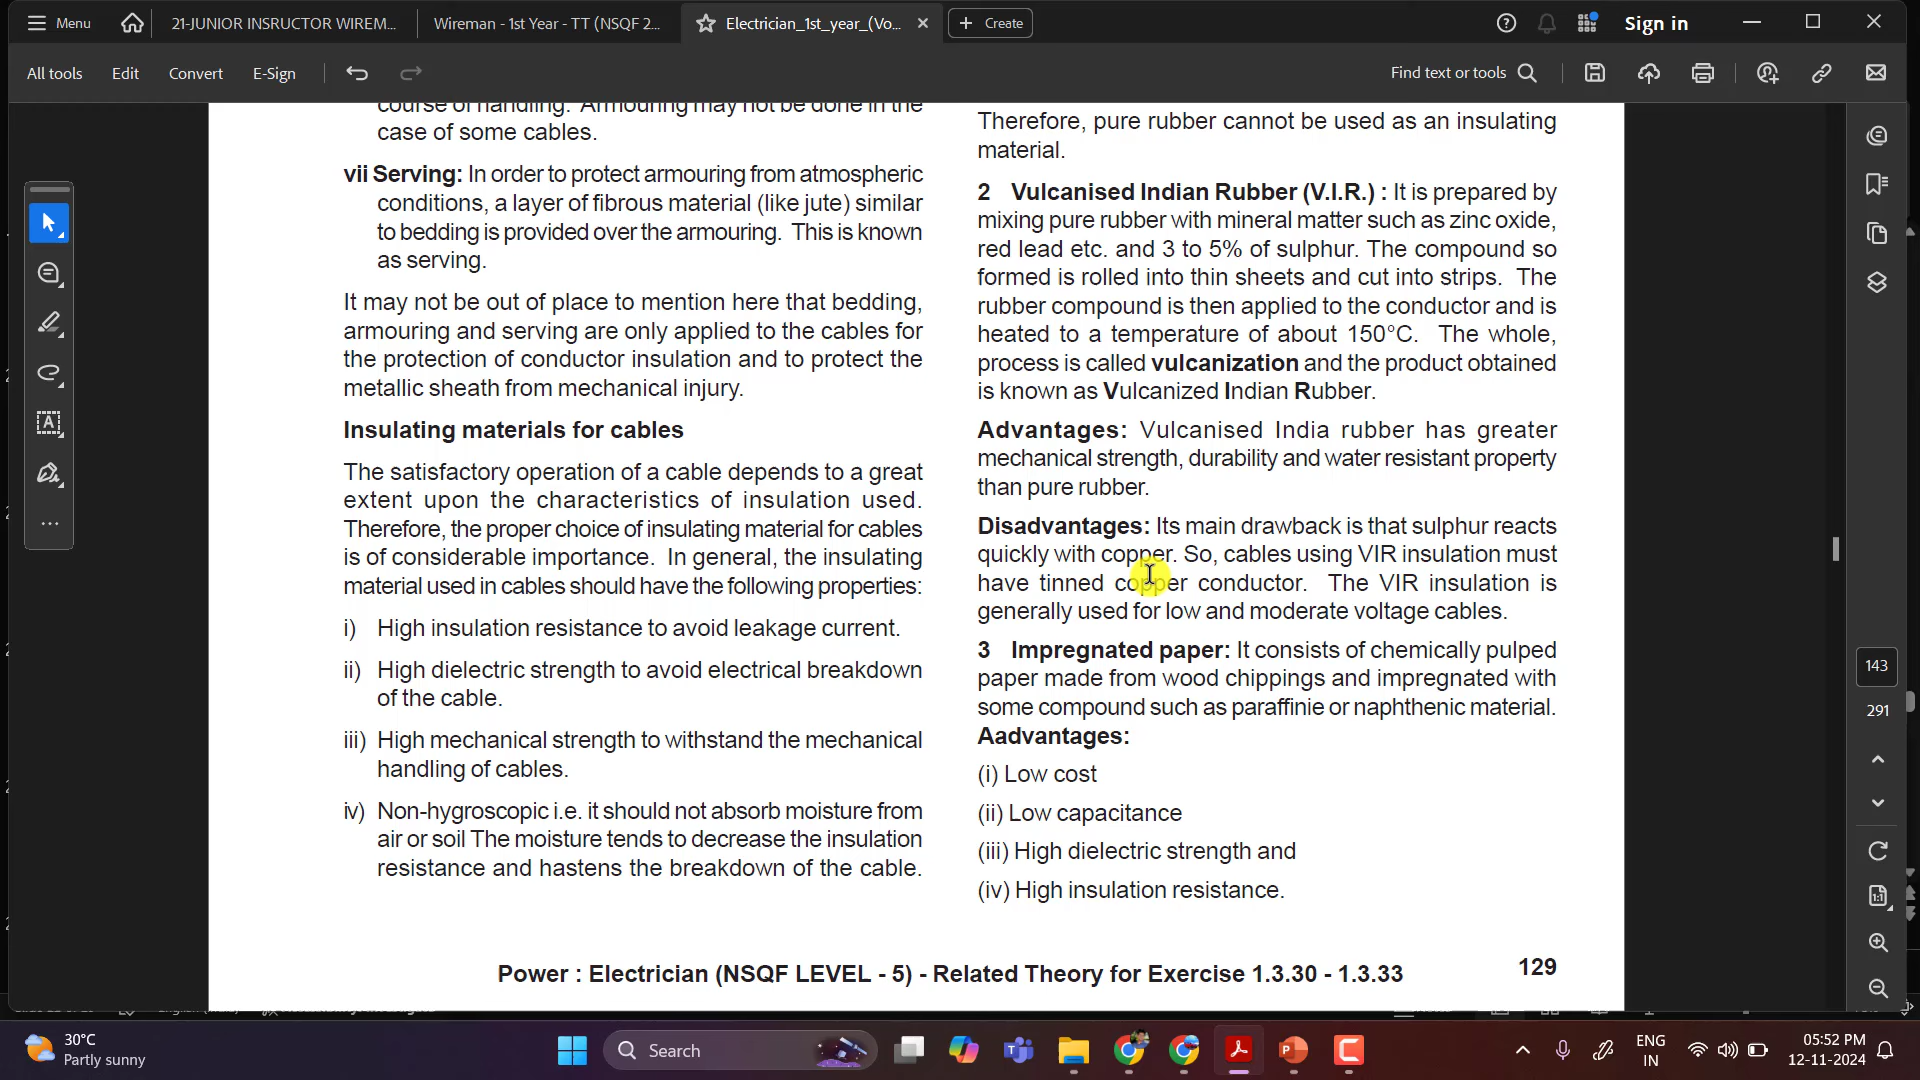 Menu
21-JUNIOR INSRUCTOR WIREM...
Wireman - 1st Year - TT (NSQF 2...
Electrician_1st_year_(Vo...
Create
Sign in
All tools
Edit
Convert
E-Sign
Find text or tools
course of handling. Armouring may not be done in the
case of some cables.
vii Serving: In order to protect armouring from atmospheric
conditions, a layer of fibrous material (like jute) similar
to bedding is provided over the armouring. This is known
as serving.
It may not be out of place to mention here that bedding,
armouring and serving are only applied to the cables for
the protection of conductor insulation and to protect the
metallic sheath from mechanical injury.
Insulating materials for cables
The satisfactory operation of a cable depends to a great
extent upon the characteristics of insulation used.
Therefore, the proper choice of insulating material for cables
is of considerable importance. In general, the insulating
material used in cables should have the following properties:
i) High insulation resistance to avoid leakage current.
ii) High dielectric strength to avoid electrical breakdown
of the cable.
iii) High mechanical strength to withstand the mechanical
handling of cables.
iv) Non-hygroscopic i.e. it should not absorb moisture from
air or soil The moisture tends to decrease the insulation
resistance and hastens the breakdown of the cable.
Therefore, pure rubber cannot be used as an insulating
material.
2 Vulcanised Indian Rubber (V.I.R.) : It is prepared by
mixing pure rubber with mineral matter such as zinc oxide,
red lead etc. and 3 to 5% of sulphur. The compound so
formed is rolled into thin sheets and cut into strips. The
rubber compound is then applied to the conductor and is
heated to a temperature of about 150°C. The whole,
process is called vulcanization and the product obtained
is known as Vulcanized Indian Rubber.
Advantages: Vulcanised India rubber has greater
mechanical strength, durability and water resistant property
than pure rubber.
Disadvantages: Its main drawback is that sulphur reacts
quickly with copper. So, cables using VIR insulation must
have tinned copper conductor. The VIR insulation is
generally used for low and moderate voltage cables.
3 Impregnated paper: It consists of chemically pulped
paper made from wood chippings and impregnated with
some compound such as paraffinie or naphthenic material.
Aadvantages:
(i) Low cost
(ii) Low capacitance
(iii) High dielectric strength and
(iv) High insulation resistance.
Power : Electrician (NSQF LEVEL - 5) - Related Theory for Exercise 1.3.30 - 1.3.33
129
143
291
30°C
Partly sunny
Search
ENG
IN
05:52 PM
12-11-2024